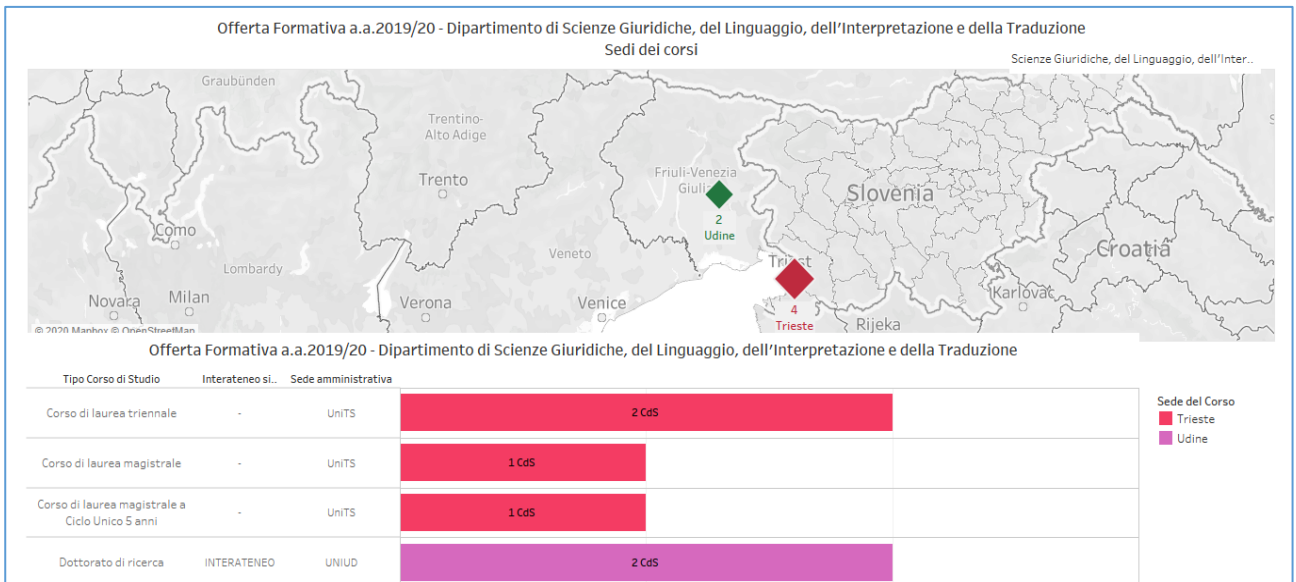 Offerta Formativa a.a.2019/20 - Dipartimento di Scienze Giuridiche, del Linguaggio, dell'Interpretazione e della Traduzione
Sedi dei corsi
Scienze Giuridiche, del Linguaggio, dell'Inter..
Graubünden
Trentino-
Alto Adige
Trento
Friuli-Venezia
Slovenia
2
Udine
Como
Croatia
Veneto
Lombardy
Novara
Milan
Verona
Venice
Karlovac
4
Trieste
Rijeka
© 2020 Mapbox © OpenStreetMap
Offerta Formativa a.a.2019/20 - Dipartimento di Scienze Giuridiche, del Linguaggio, dell'Interpretazione e della Traduzione
Tipo Corso di Studio Interateneo si.. Sede amministrativa
Corso di laurea triennale - UniTS 2 CdS
Corso di laurea magistrale - UniTS 1 CdS
Corso di laurea magistrale a
Ciclo Unico 5 anni - UniTS 1 CdS
Dottorato di ricerca INTERATENEO UNIUD 2 CdS
Sede del Corso
Trieste
Udine